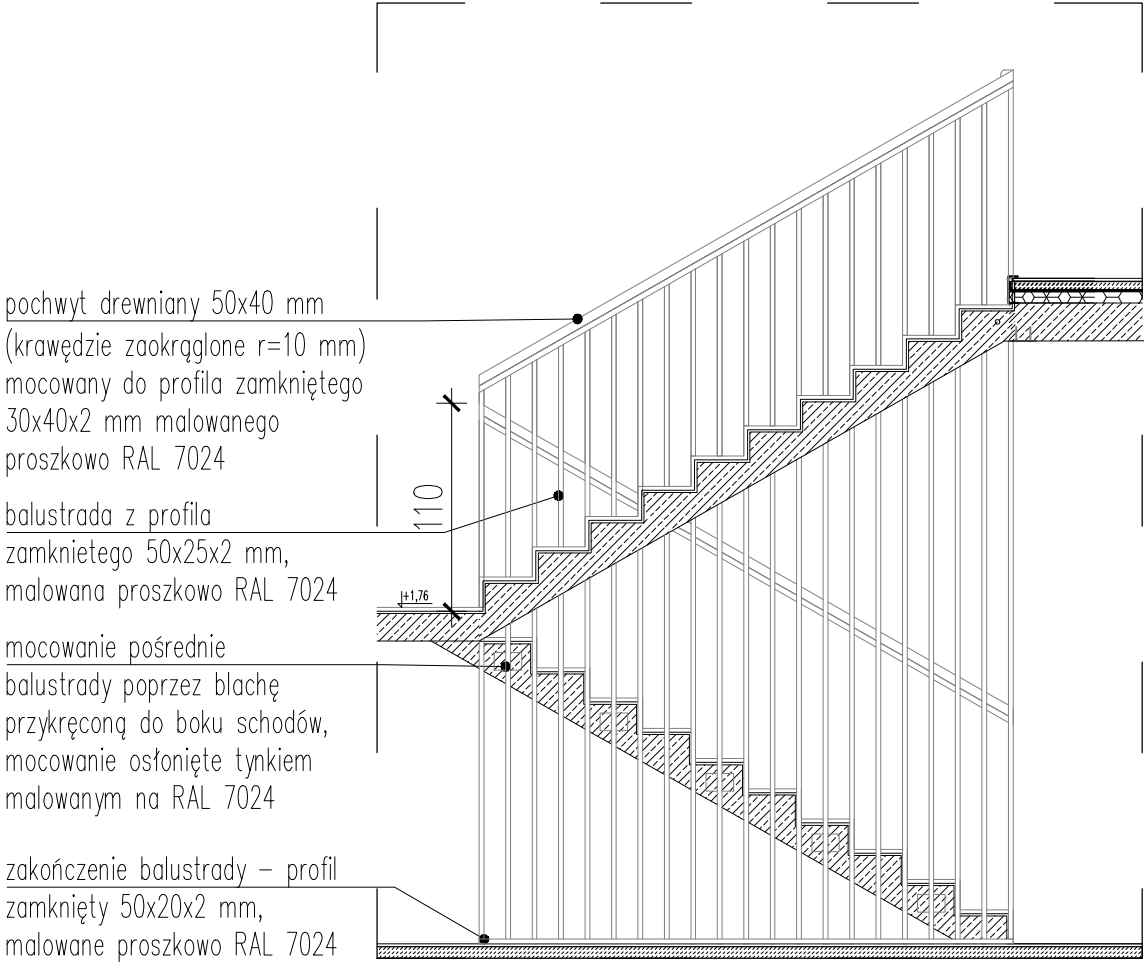 pochwyt drewniany 50x40 mm
(krawędzie zaokrąglone r=10 mm)
mocowany do profila zamkniętego
30x40x2 mm malowanego
proszkowo RAL 7024
110
balustrada z profila
zamknietego 50x25x2 mm,
malowana proszkowo RAL 7024
+1,76
mocowanie pośrednie
balustrady poprzez blachę
przykręconą do boku schodów,
mocowanie osłonięte tynkiem
malowanym na RAL 7024
zakończenie balustrady – profil
zamknięty 50x20x2 mm,
malowane proszkowo RAL 7024